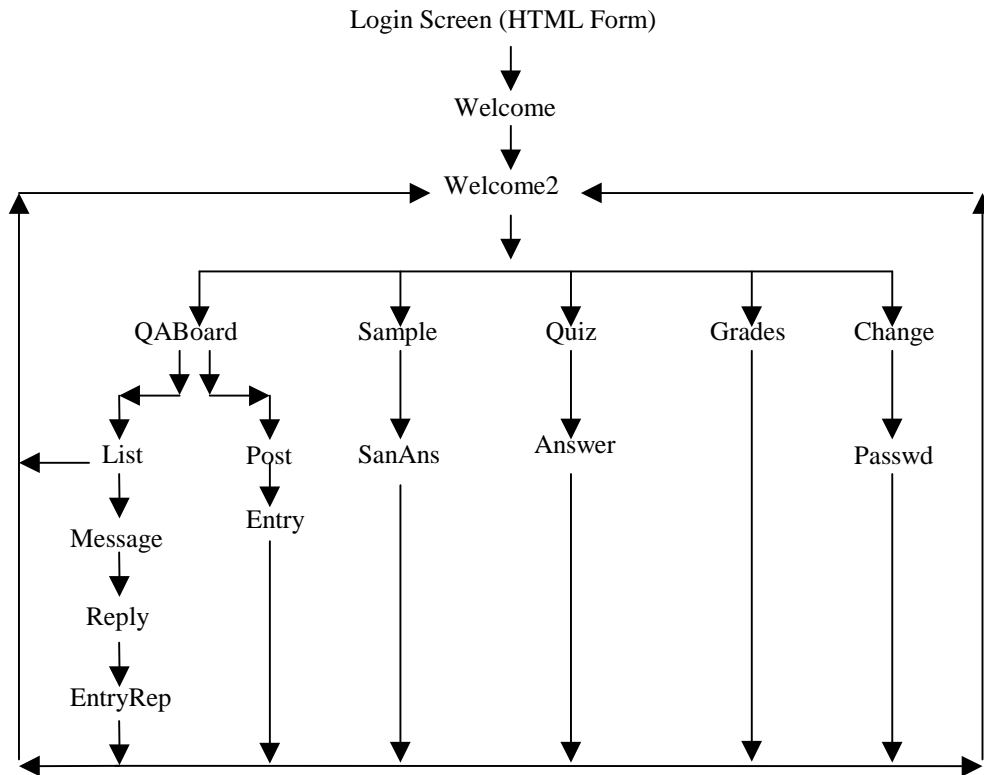 Login Screen (HTML Form)
Welcome
Welcome2
QABoard Sample Quiz Grades Change
List Post SanAns Answer Passwd
Message Entry
Reply
EntryRep